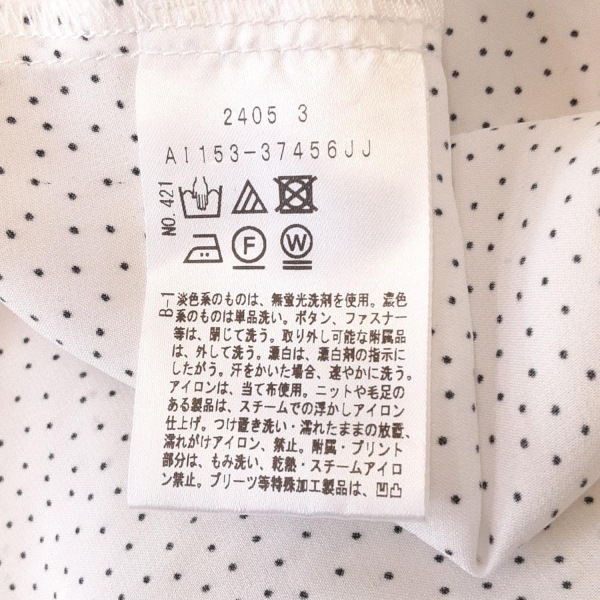 2405 3
A1153-37456JJ
NO.421
F
W
B-1
淡色系のものは、無蛍光洗剤を使用。濃色
系のものは単品洗い。ボタン、ファスナー
等は、閉じて洗う。取り外し可能な附属品
は、外して洗う。漂白は、漂白剤の指示に
したがう。汗をかいた場合、速やかに洗う。
アイロンは、当て布使用。ニットや毛足の
ある製品は、スチームでの浮かしアイロン
仕上げ。つけ置き洗い・濡れたままの放置、
濡れがけアイロン、禁止。附属・プリント
部分は、もみ洗い、乾熱・スチームアイロ
ン禁止。プリーツ等特殊加工製品は、凹凸